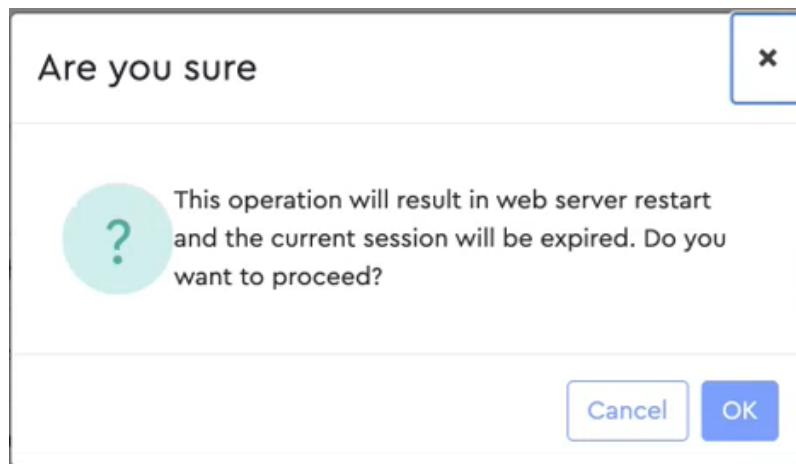 Are you sure
×
?
This operation will result in web server restart
and the current session will be expired. Do you
want to proceed?
Cancel
OK